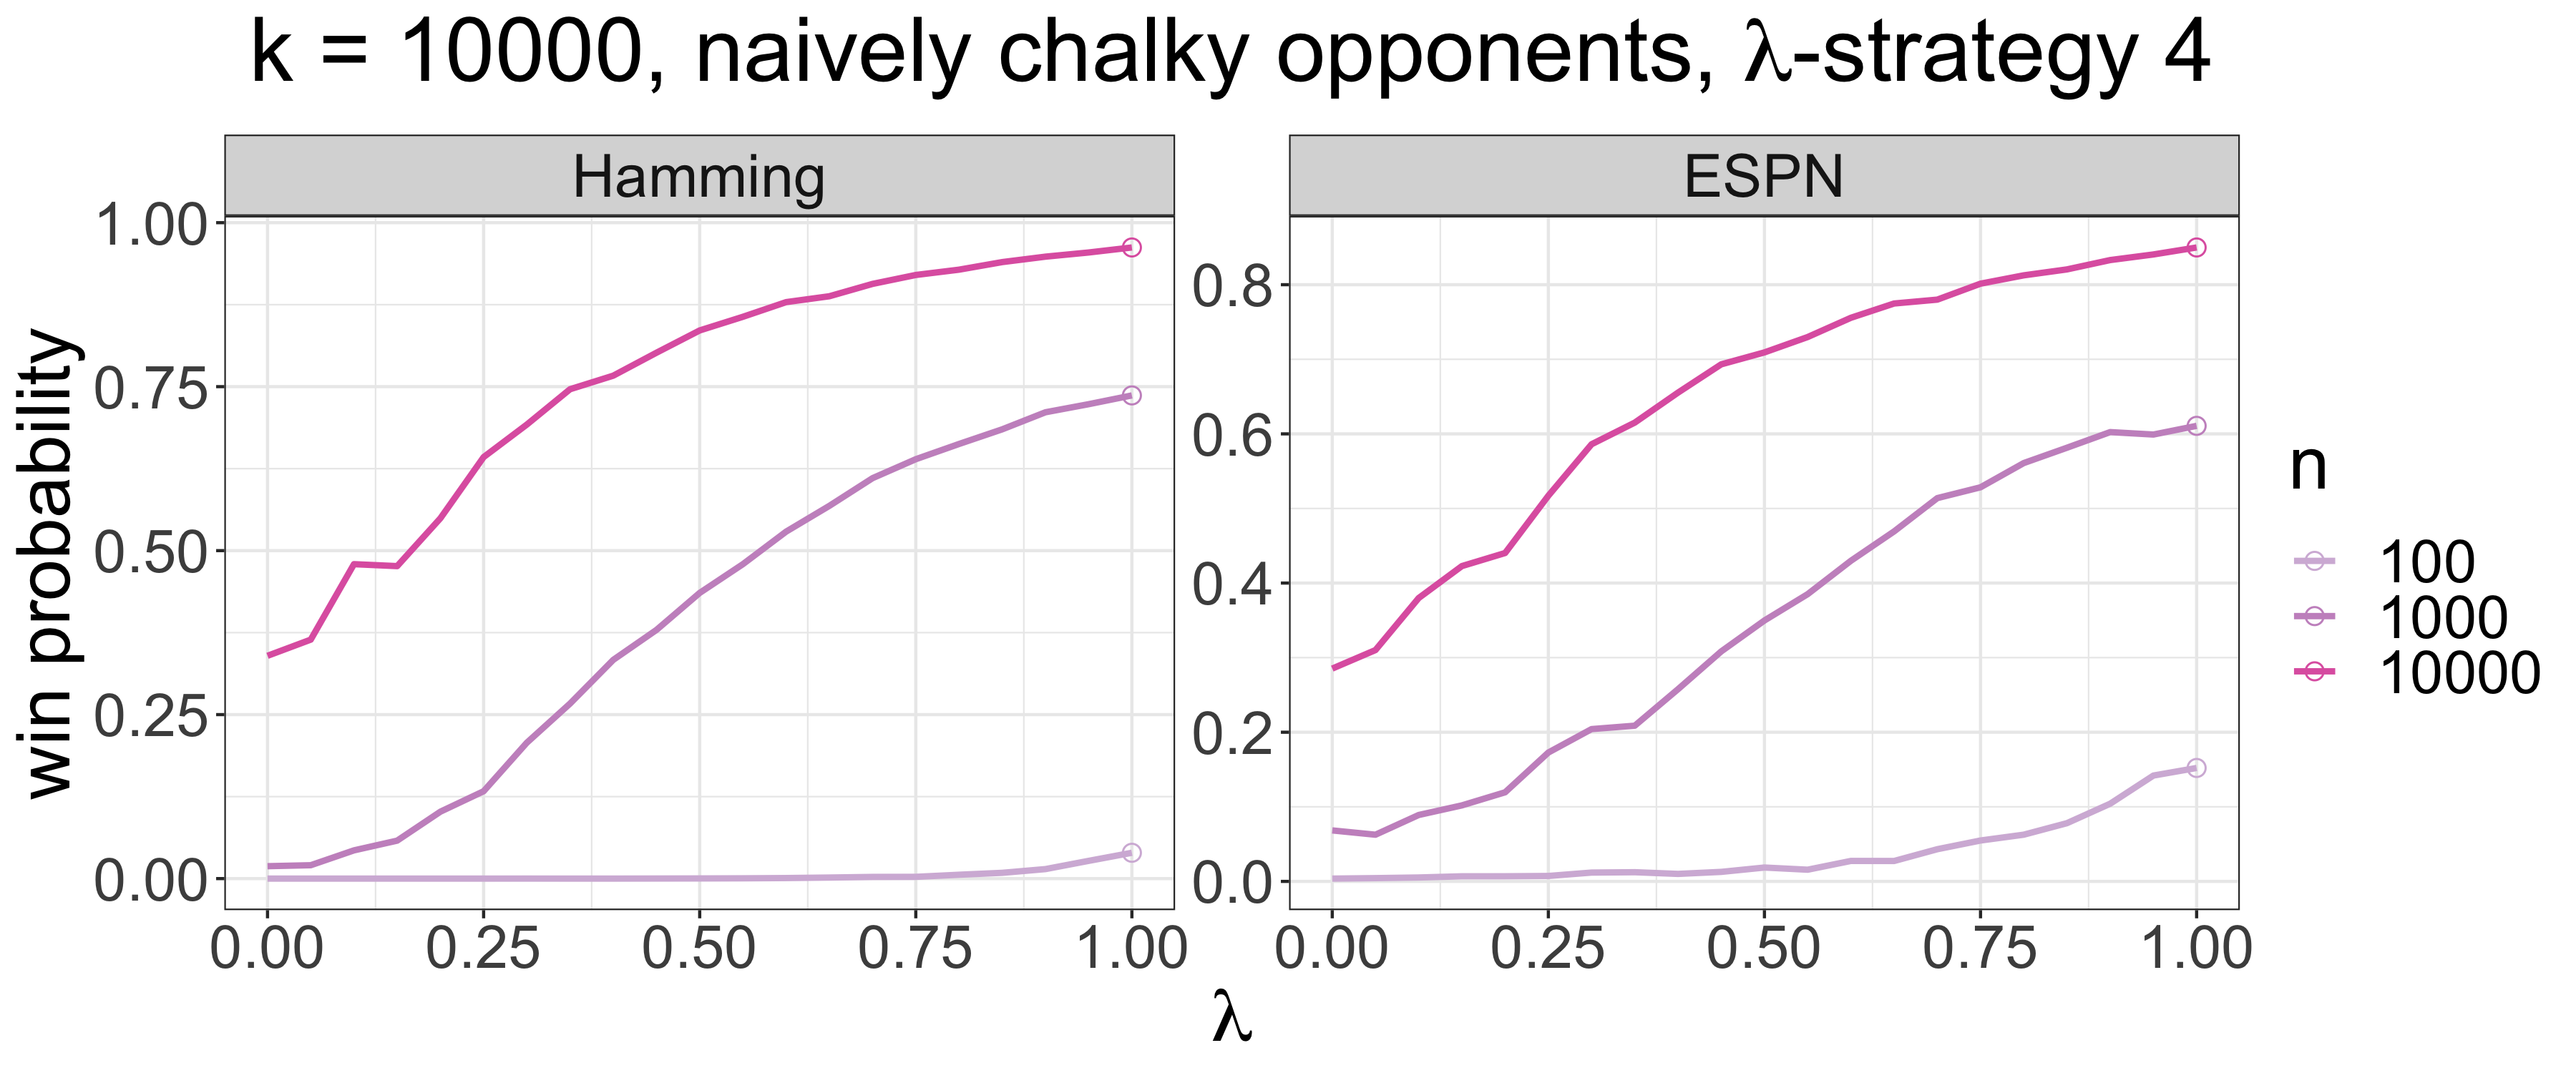 k = 10000, naively chalky opponents, λ-strategy 4
Hamming
ESPN
win probability
1.00
0.75
0.50
0.25
0.00
0.8
0.6
0.4
0.2
0.0
0.00 0.25 0.50 0.75 1.00
0.00 0.25 0.50 0.75 1.00
λ
n
100
1000
10000